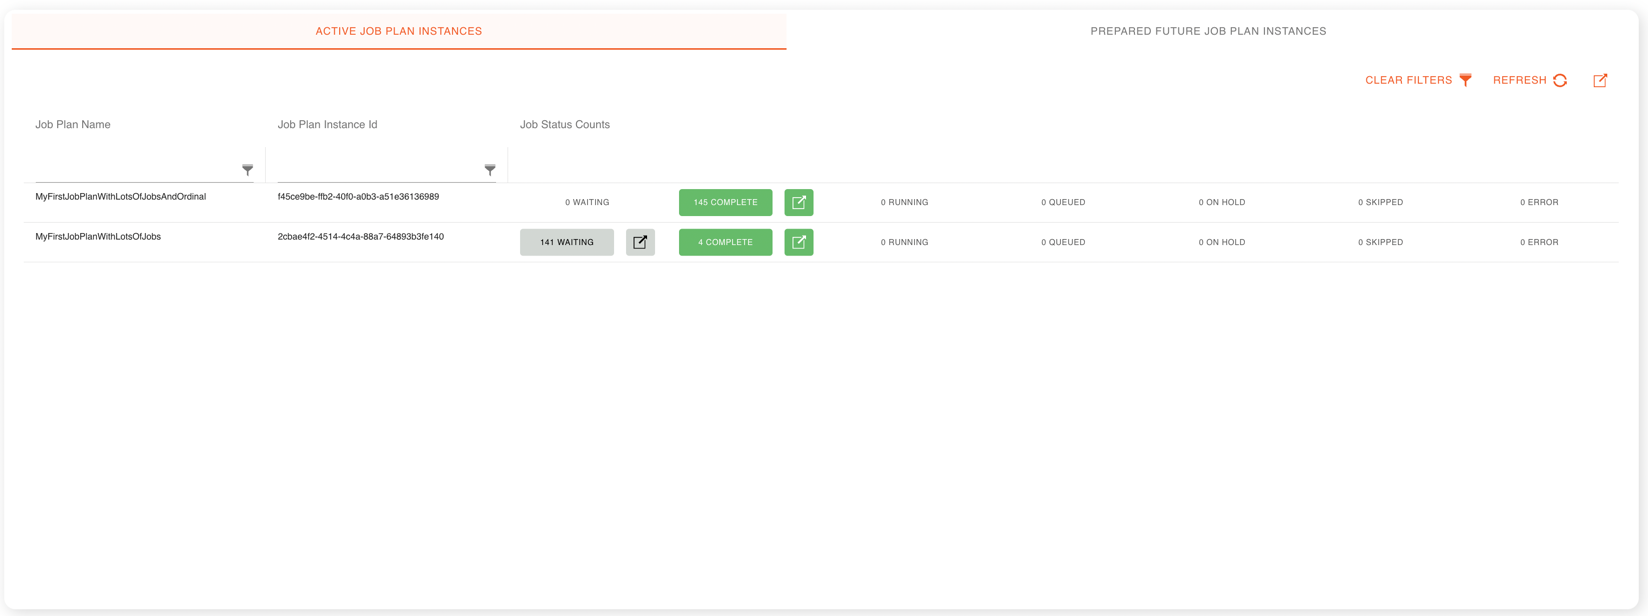 ACTIVE JOB PLAN INSTANCES
PREPARED FUTURE JOB PLAN INSTANCES
CLEAR FILTERS REFRESH
Job Plan Name Job Plan Instance Id Job Status Counts
MyFirstJobPlanWithLotsOfJobsAndOrdinal f45ce9be-ffb2-40f0-a0b3-a51e36136989 0 WAITING 145 COMPLETE 0 RUNNING 0 QUEUED 0 ON HOLD 0 SKIPPED 0 ERROR
MyFirstJobPlanWithLotsOfJobs 2cbae4f2-4514-4c4a-88a7-64893b3fe140 141 WAITING 4 COMPLETE 0 RUNNING 0 QUEUED 0 ON HOLD 0 SKIPPED 0 ERROR